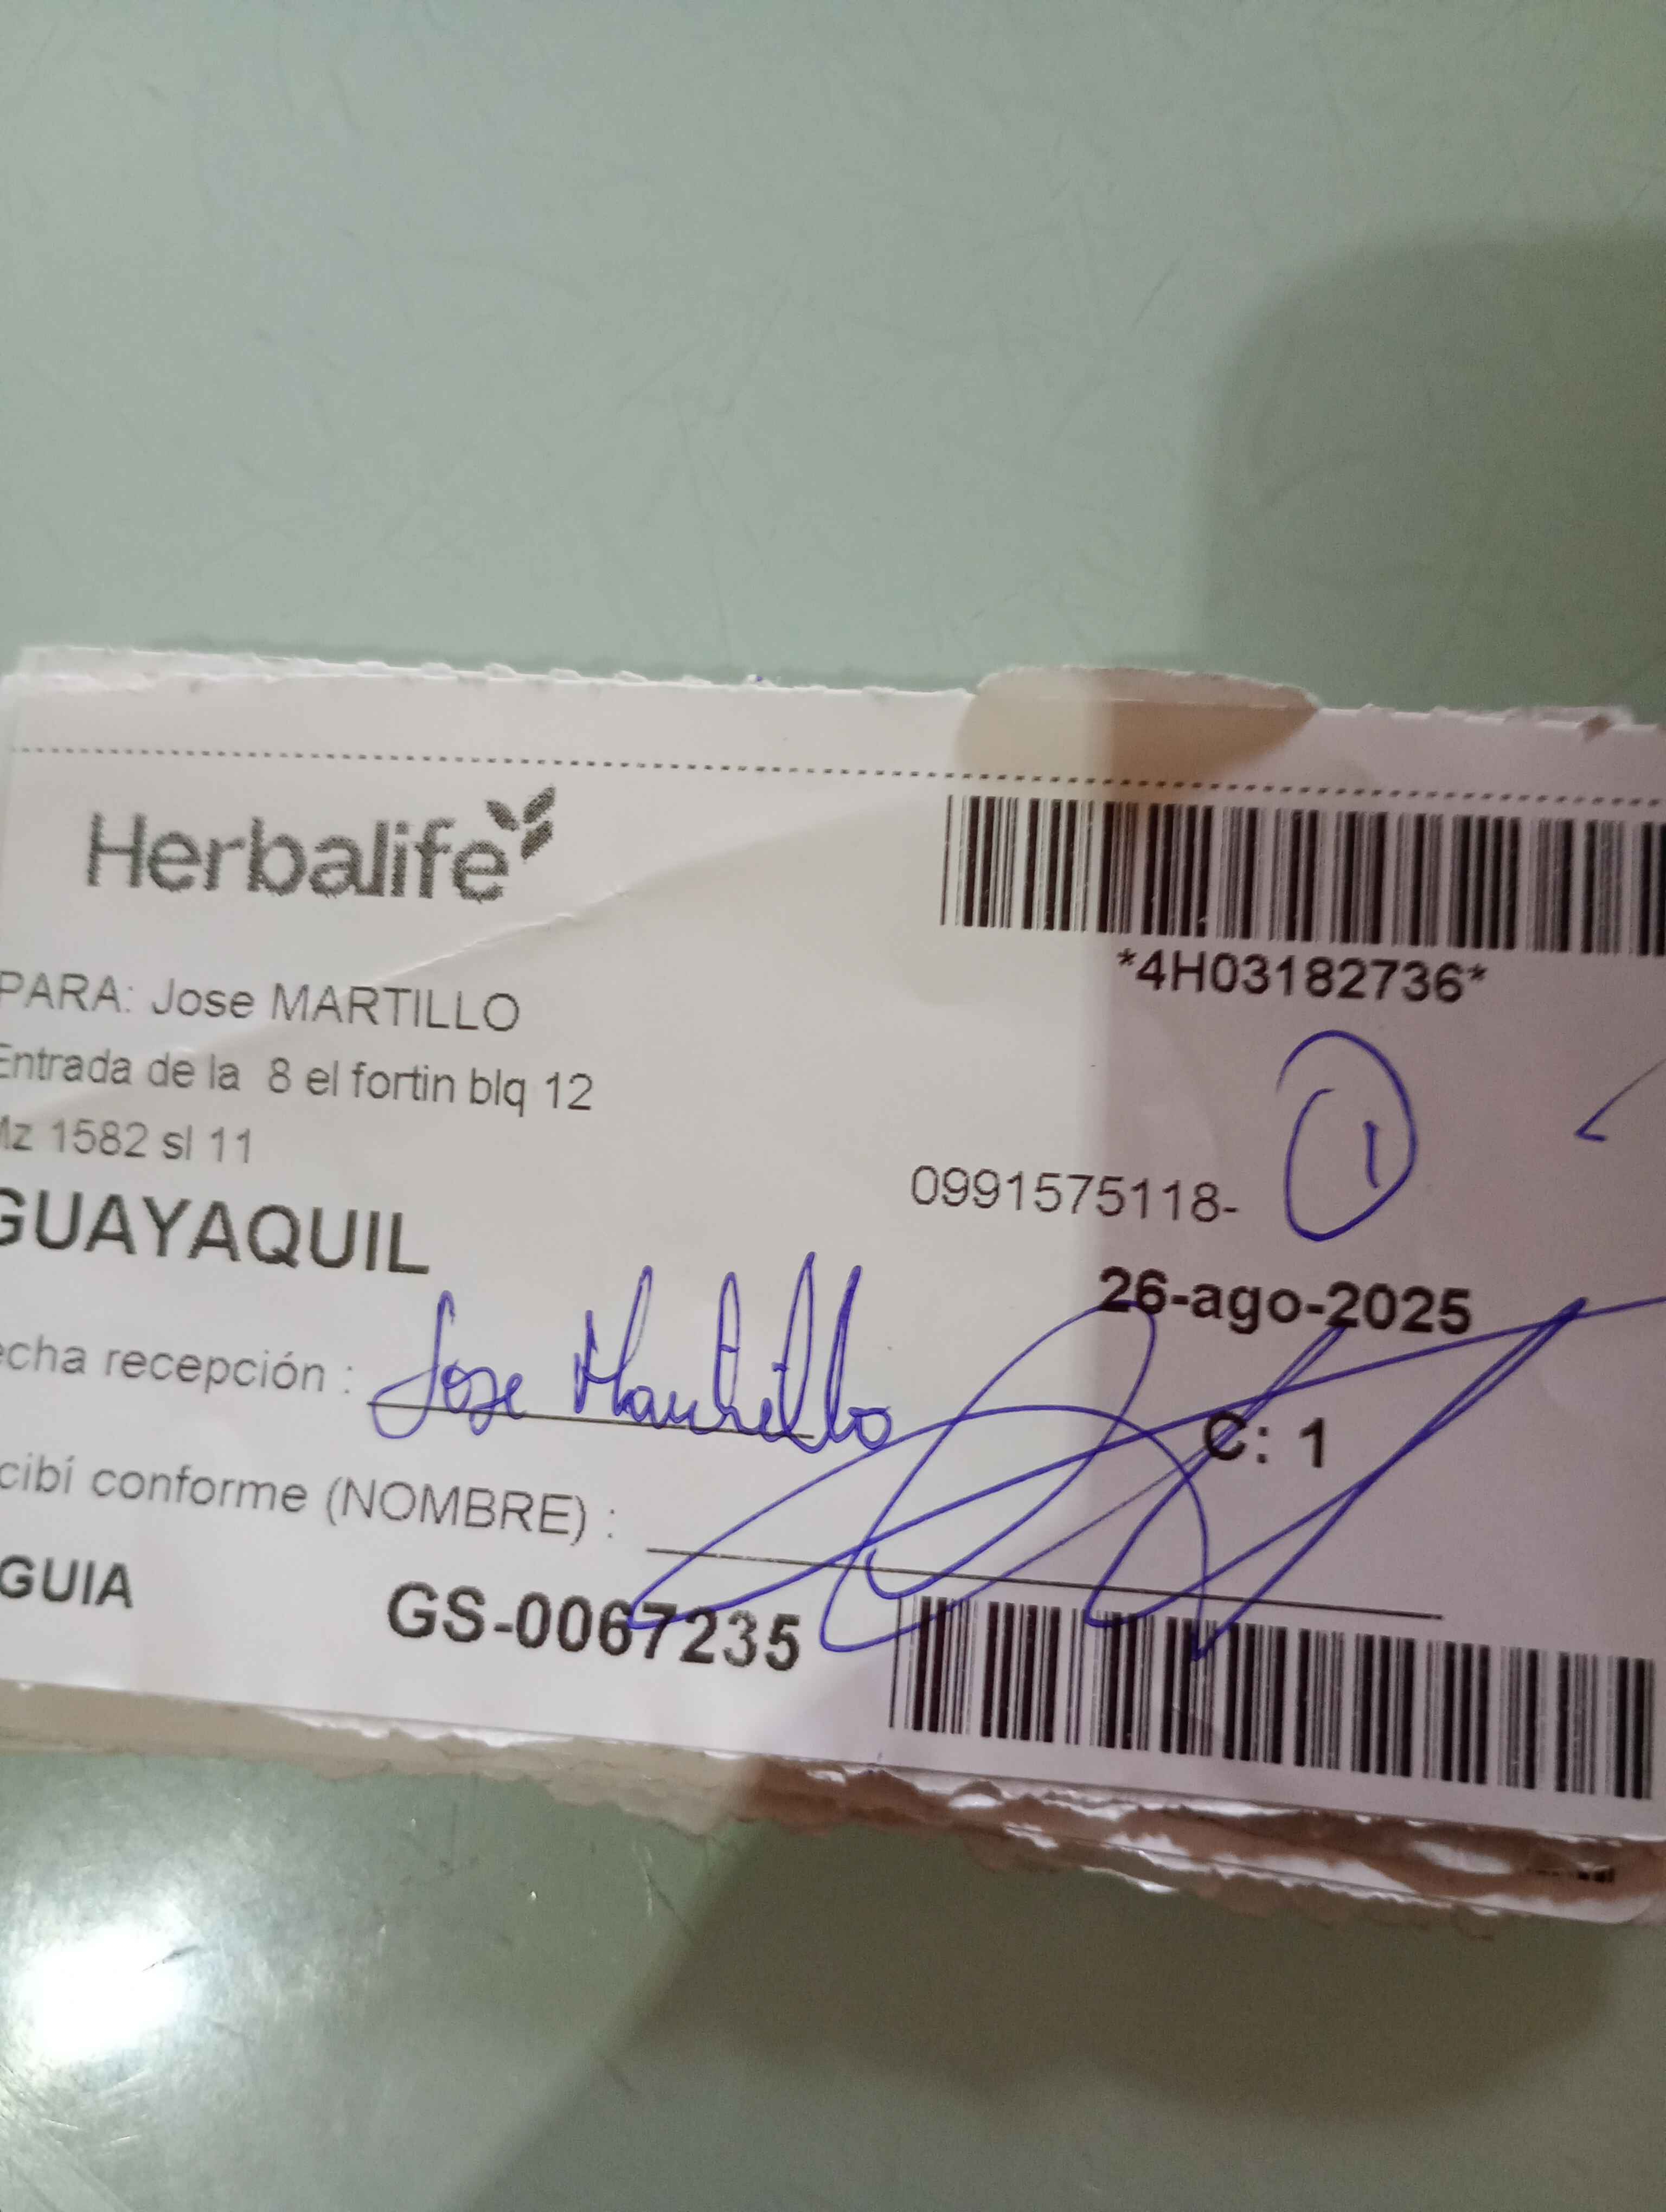 Herbalife
*4H03182736*
PARA: Jose MARTILLO
Entrada de la 8 el fortin blq 12
Mz 1582 sl 11
0991575118-
1
GUAYAQUIL
26-ago-2025
echa recepción : Jose Martillo
C: 1
cibí conforme (NOMBRE) :
GUIA GS-0067235